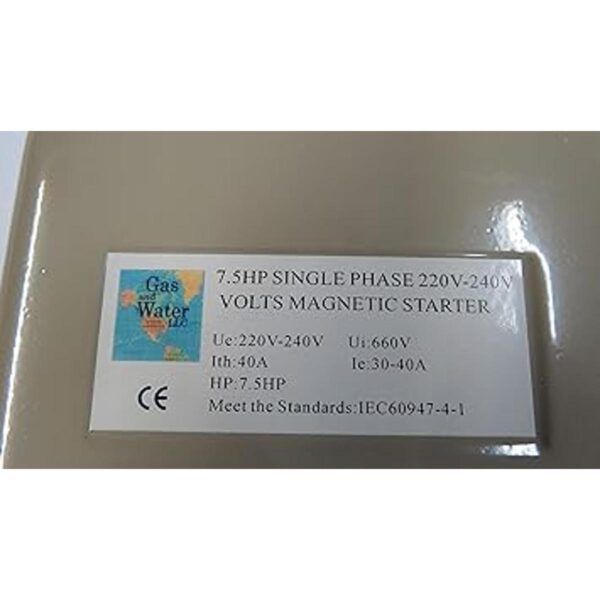 Gas
and
Water
LLC
7.5HP SINGLE PHASE 220V-240V
VOLTS MAGNETIC STARTER
Ue:220V-240V Ui:660V
Ith:40A Ie:30-40A
HP:7.5HP
CE
Meet the Standards:IEC60947-4-1